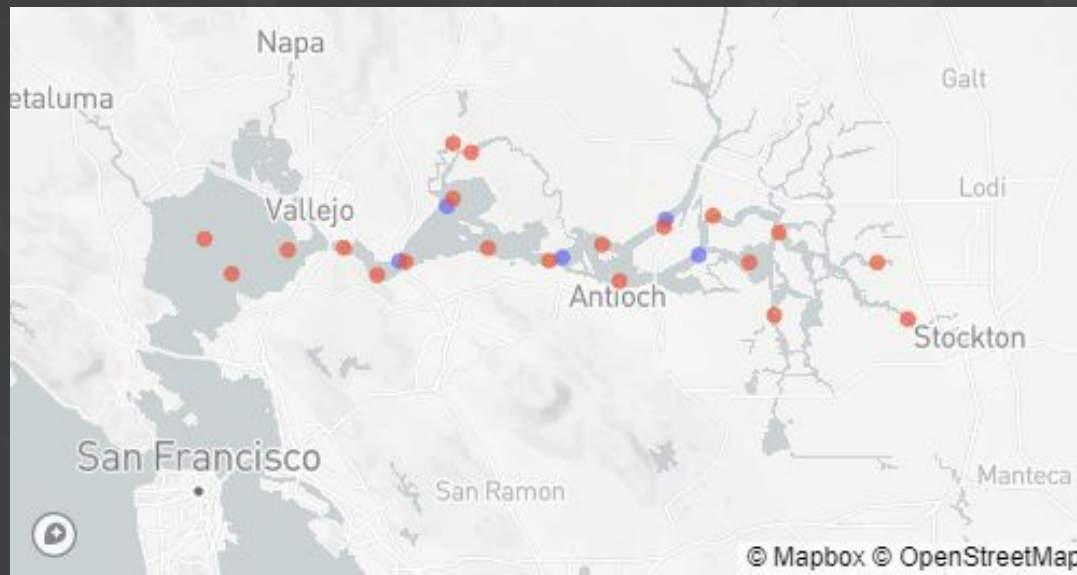 Napa
Galt
etaluma
Lodi
Vallejo
Antioch
Stockton
San Francisco
Manteca
San Ramon
© Mapbox © OpenStreetMap